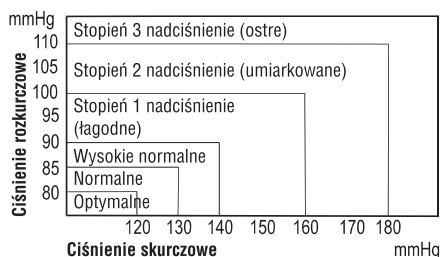 mmHg
110
105
100
95
90
85
80
Ciśnienie rozkurczowe
Stopień 3 nadciśnienie (ostre)
Stopień 2 nadciśnienie (umiarkowane)
Stopień 1 nadciśnienie
(łagodne)
Wysokie normalne
Normalne
Optymalne
120 130 140 150 160 170 180
Ciśnienie skurczowe mmHg